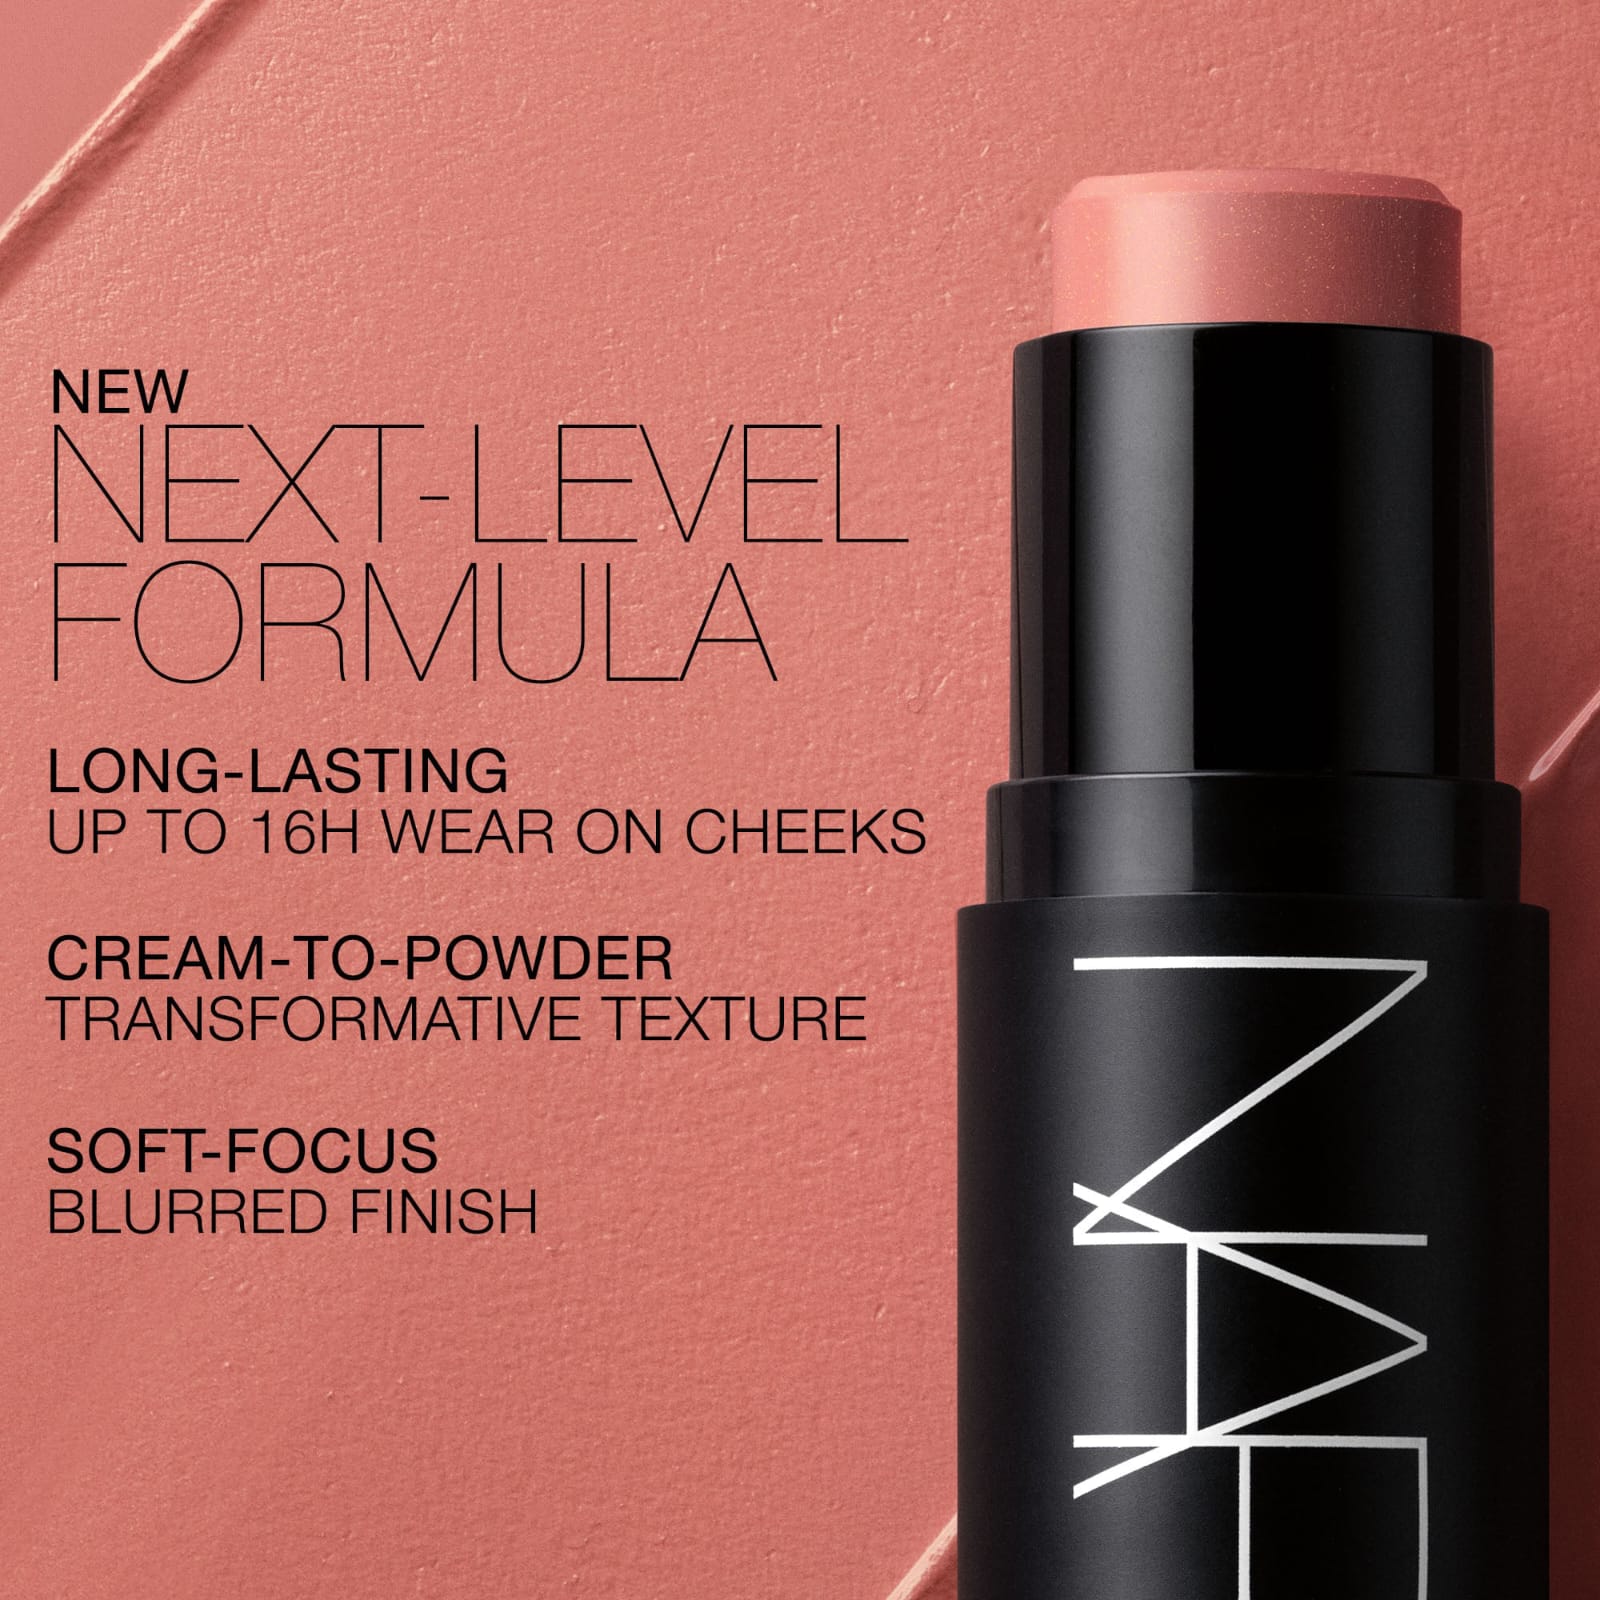 NEW
NEXT-LEVEL
FORMULA
LONG-LASTING
UP TO 16H WEAR ON CHEEKS
CREAM-TO-POWDER
TRANSFORMATIVE TEXTURE
SOFT-FOCUS
BLURRED FINISH
NAR